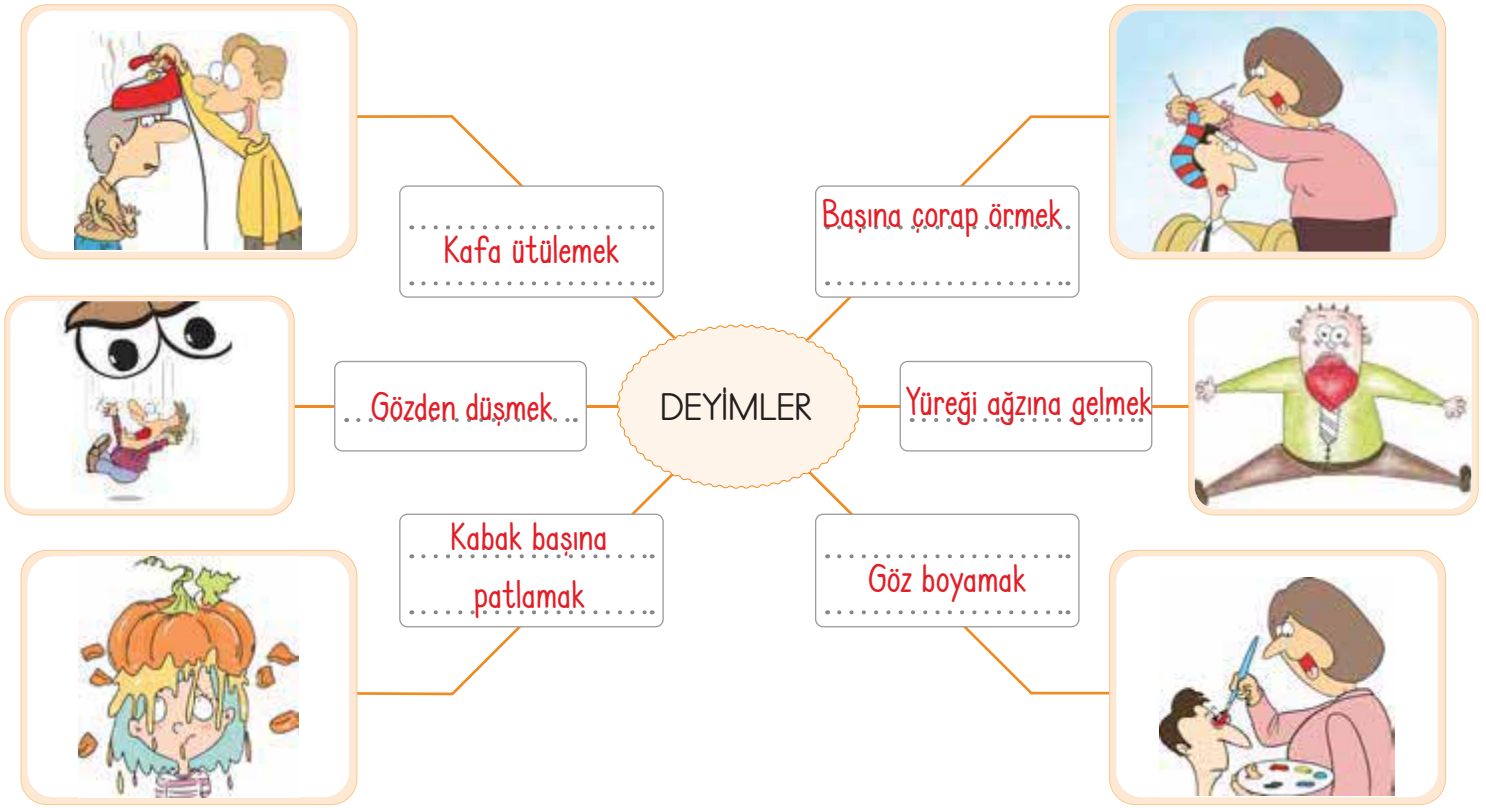 Kafa ütülemek
Başına çorap örmek
Gözden düşmek
DEYİMLER
Yüreği ağzına gelmek
Kabak başına
patlamak
Göz boyamak